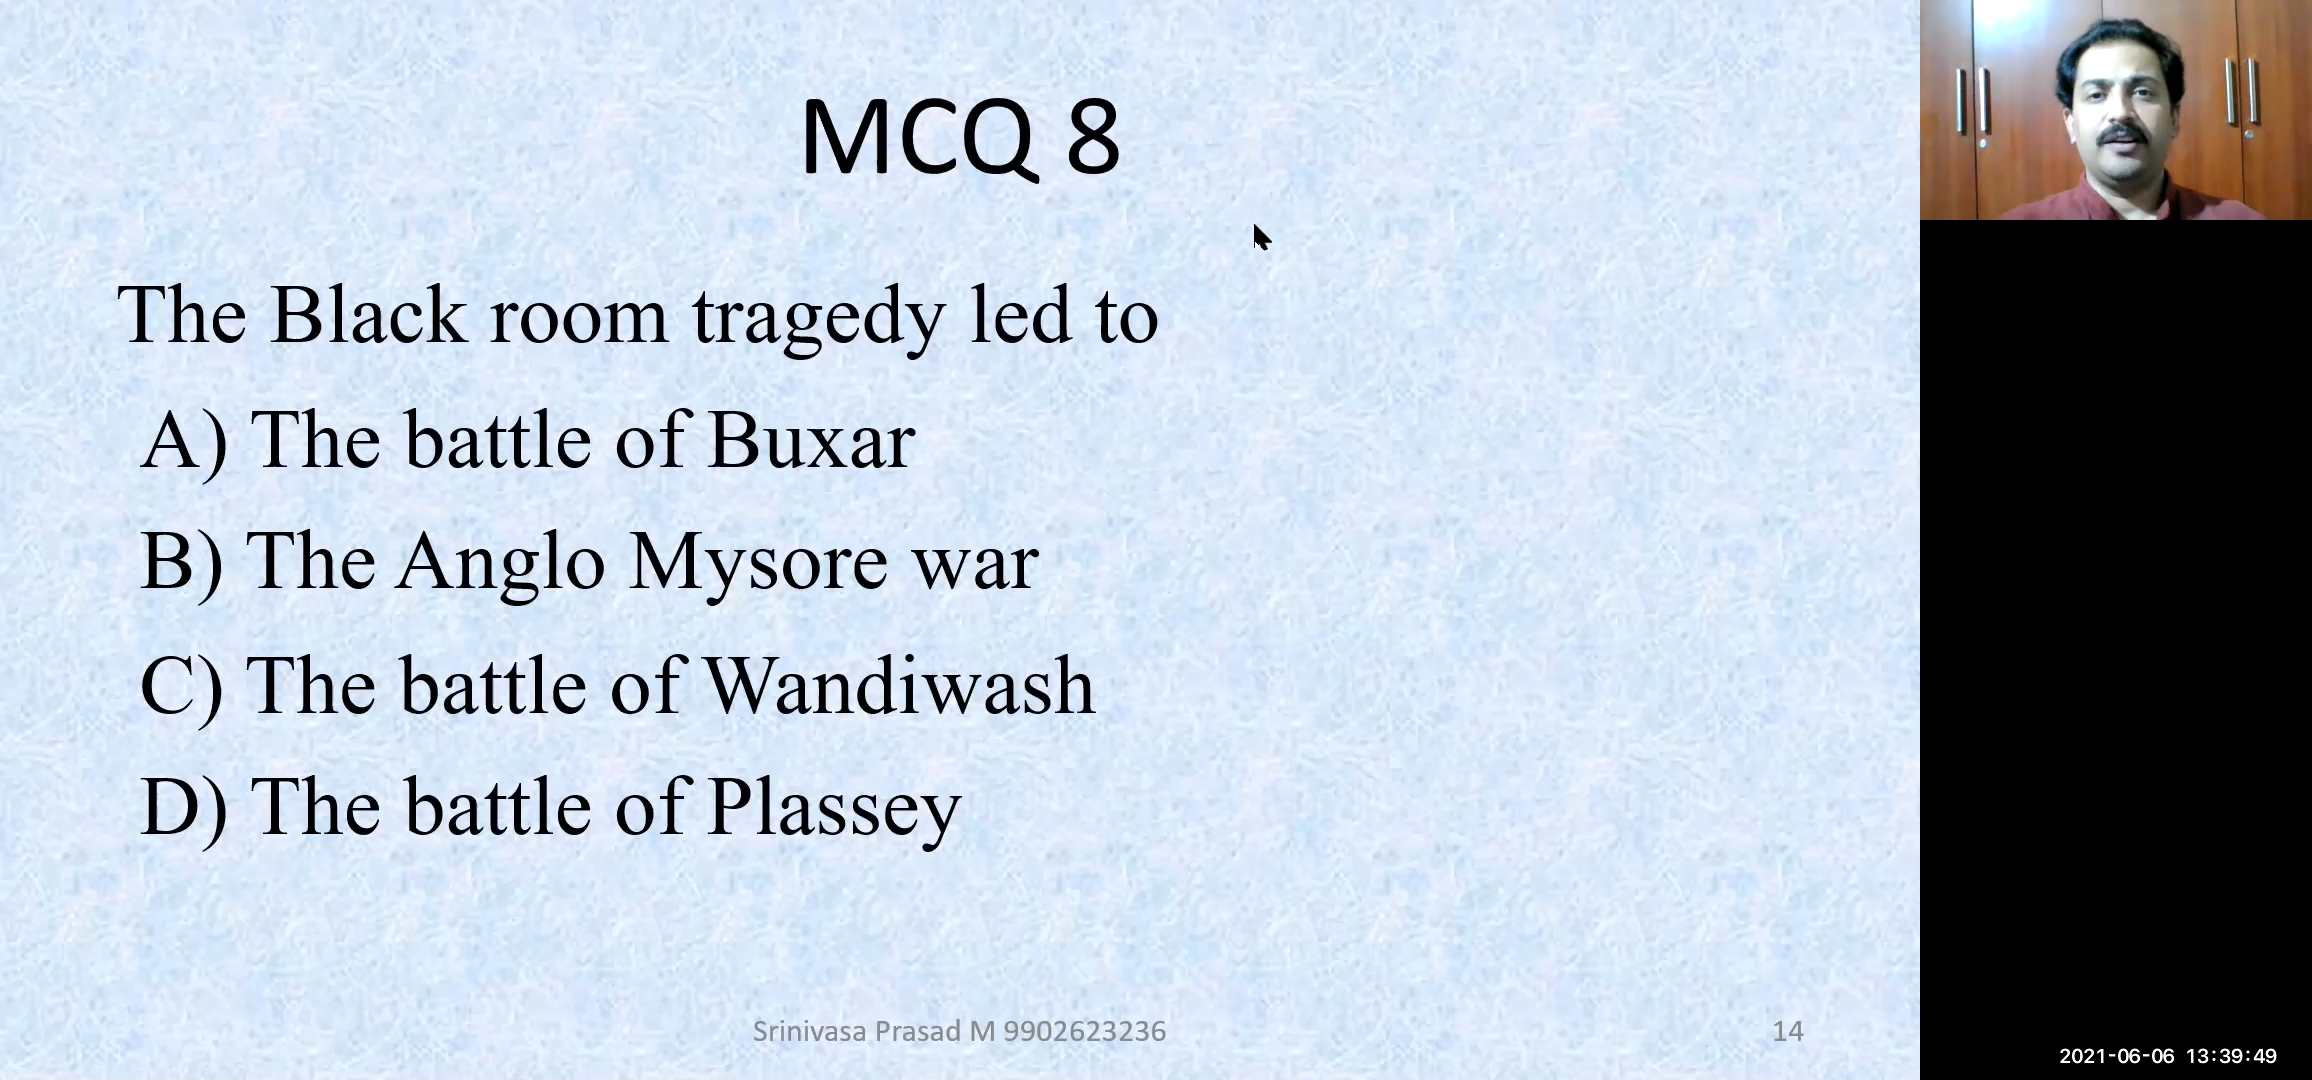 MCQ 8
The Black room tragedy led to
A) The battle of Buxar
B) The Anglo Mysore war
C) The battle of Wandiwash
D) The battle of Plassey
Srinivasa Prasad M 9902623236
14
2021-06-06 13:39:49